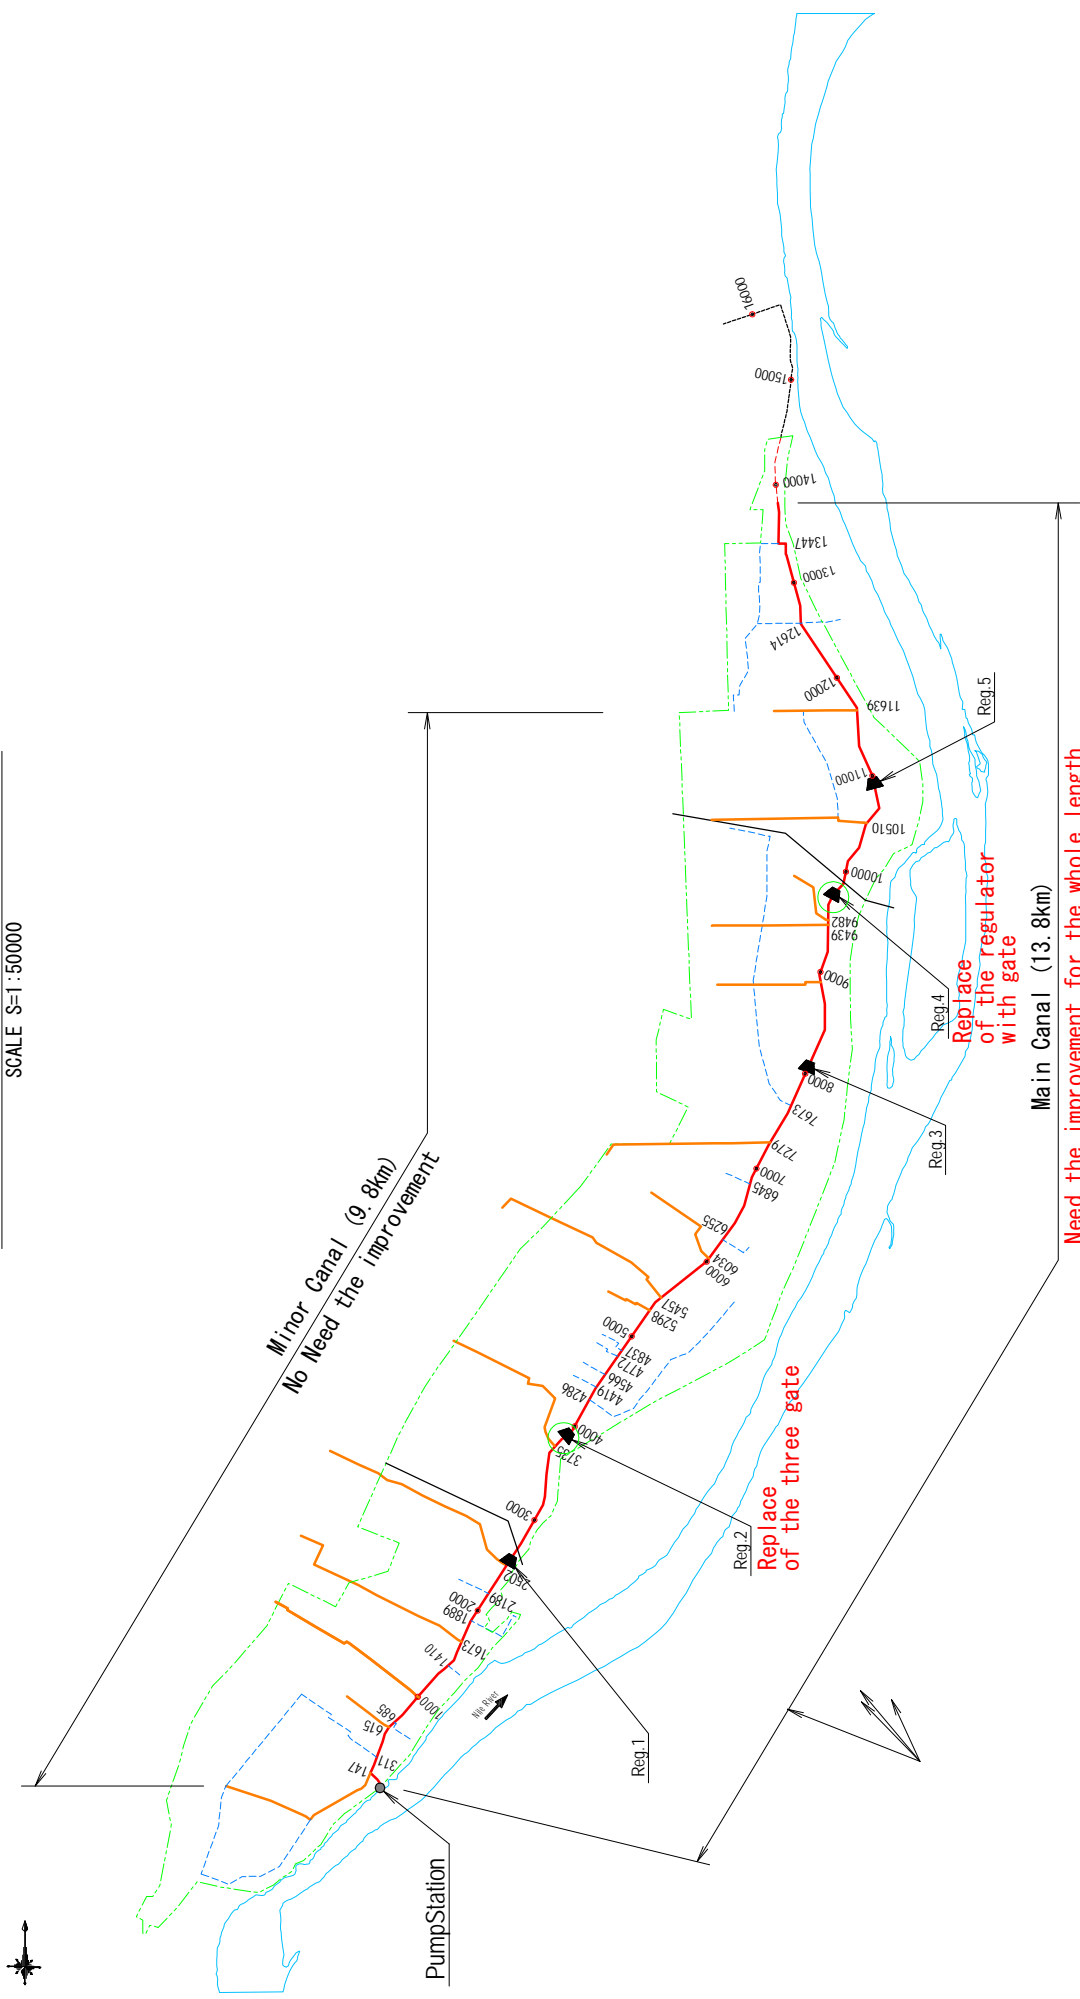 SCALE S=1:50000
16000
15000
14000
13447
13000
12614
12000
11639
Reg.5
11000
10510
10000
9482
9439
9000
Reg.4
Replace
of the regulator
with gate
Main Canal (13.8km)
Need the improvement for the whole length
8000
7673
Reg.3
7279
7000
6845
6255
6034
6000
5457
5298
5000
4837
4772
4566
4419
4286
4000
3735
Minor Canal (9.8km)
No Need the improvement
Reg.2
Replace
of the three gate
3000
2502
2189
2000
1889
1673
1410
1000
685
615
311
147
Nile River
Reg.1
PumpStation